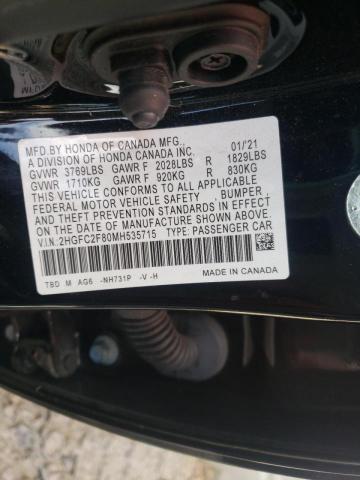 MFD.BY HONDA OF CANADA MFG., 01/'21
A DIVISION OF HONDA CANADA INC.
GVWR 3769LBS GAWR F 2028LBS R 1829LBS
GVWR 1710KG GAWR F 920KG R 830KG
THIS VEHICLE CONFORMS TO ALL APPLICABLE
FEDERAL MOTOR VEHICLE SAFETY, BUMPER,
AND THEFT PREVENTION STANDARDS IN EFFECT
ON THE DATE OF MANUFACTURE SHOWN ABOVE.
V.I.N.:2HGFC2F80MH535715 TYPE: PASSENGER CAR
TBD M AG6 -NH731P -V -H MADE IN CANADA